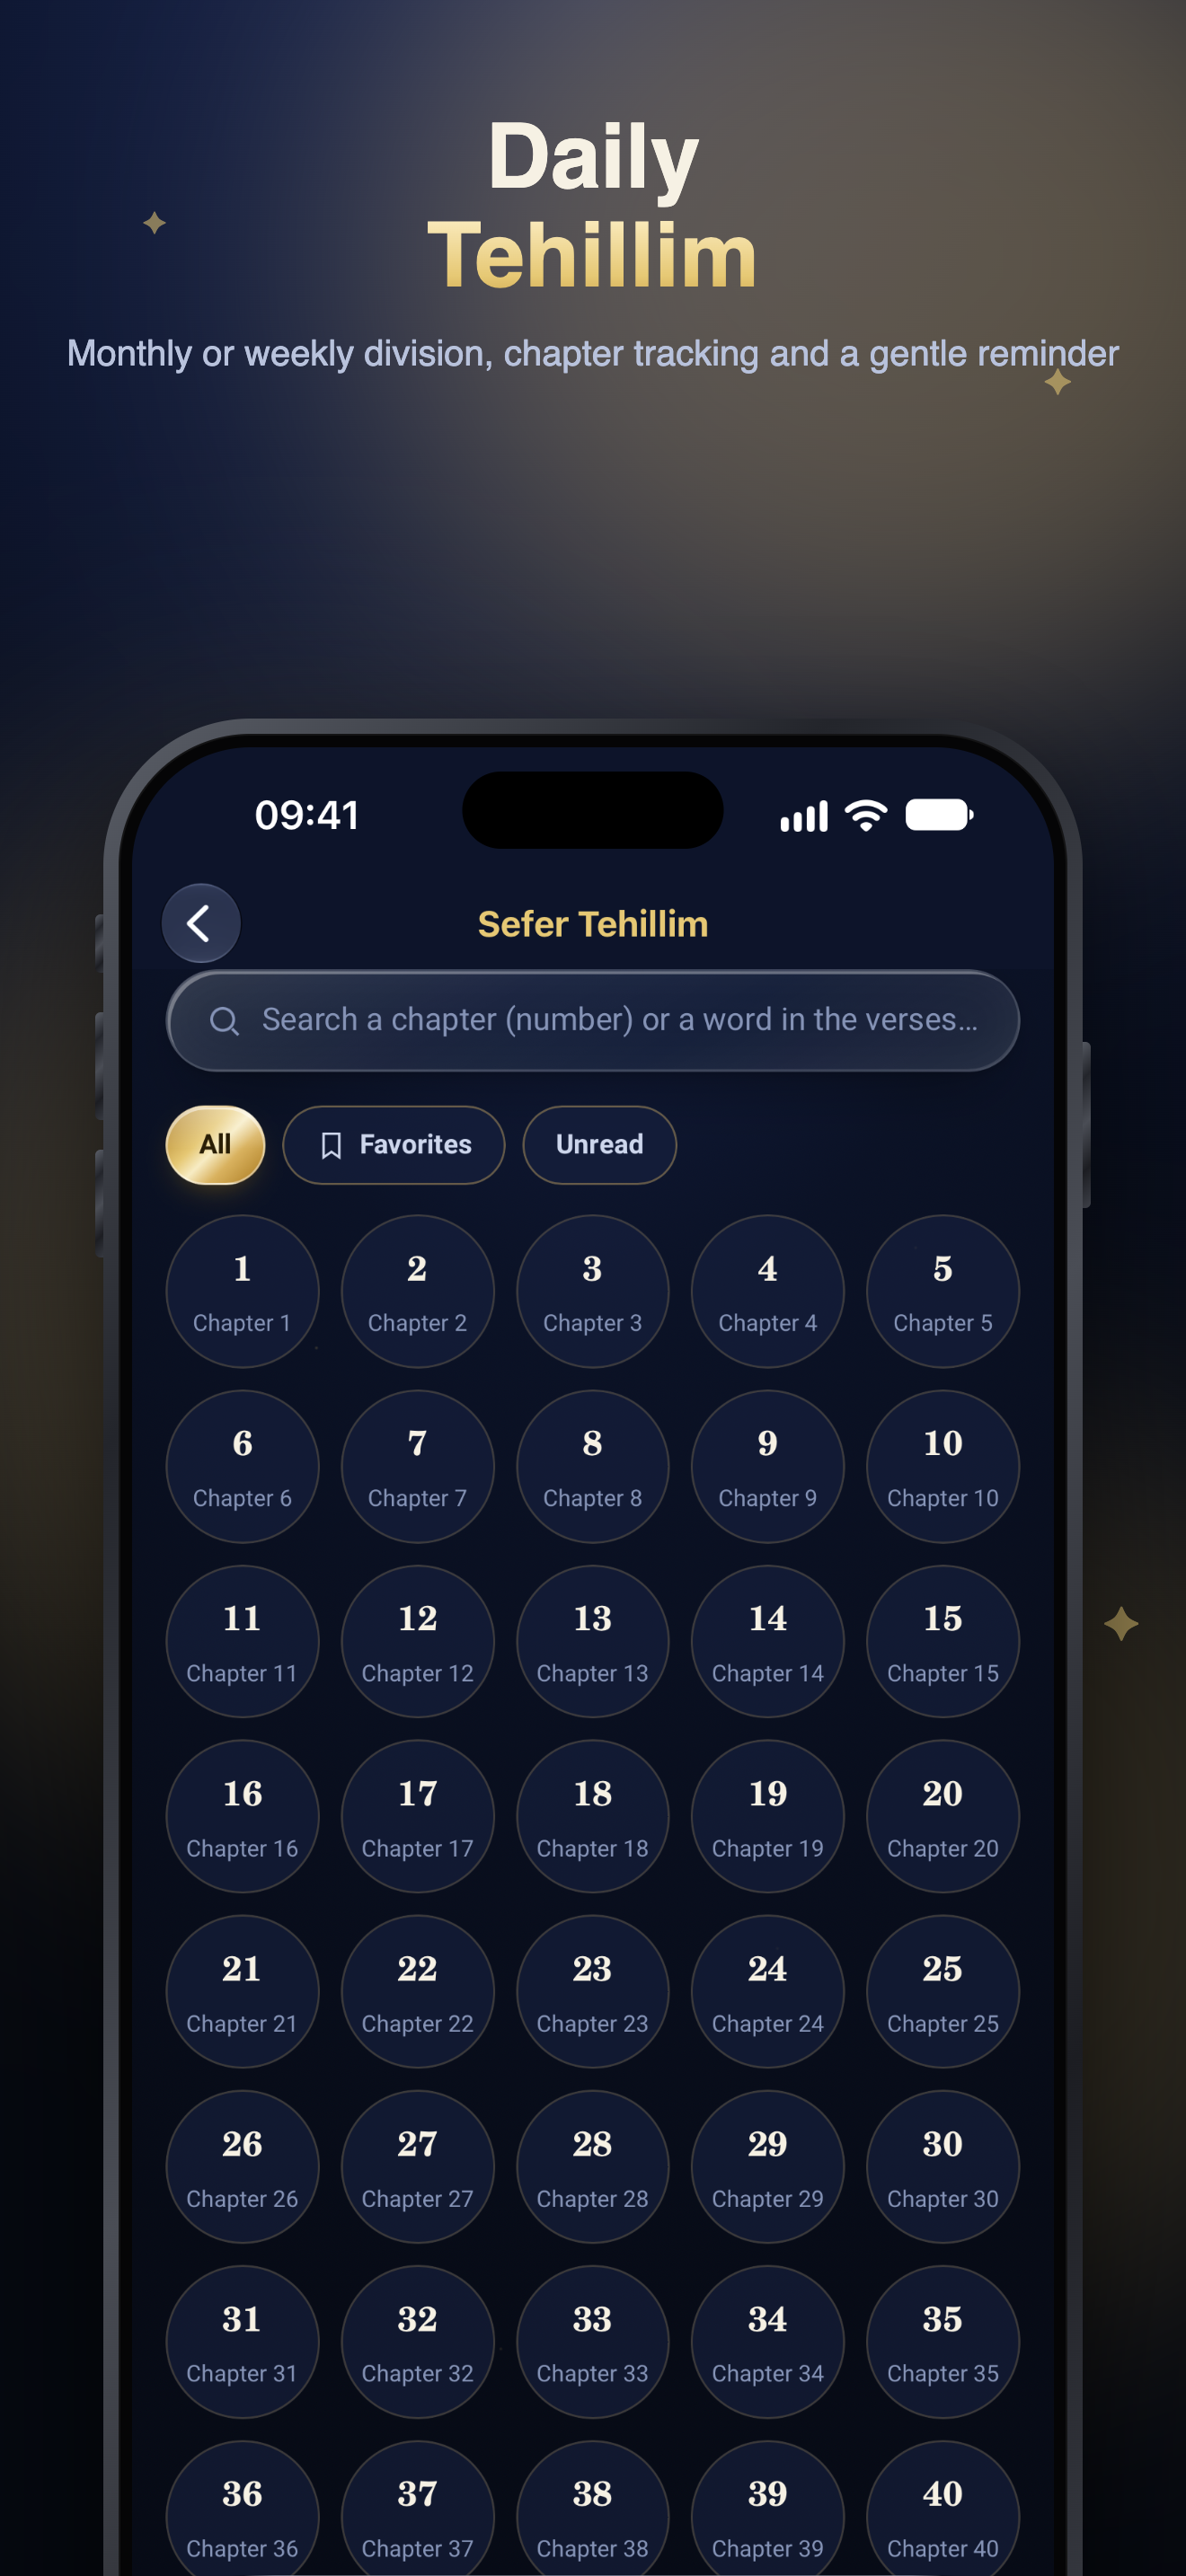 Daily
Tehillim
Monthly or weekly division, chapter tracking and a gentle reminder
09:41
Sefer Tehillim
Search a chapter (number) or a word in the verses...
All Favorites Unread
1 2 3 4 5
Chapter 1 Chapter 2 Chapter 3 Chapter 4 Chapter 5
6 7 8 9 10
Chapter 6 Chapter 7 Chapter 8 Chapter 9 Chapter 10
11 12 13 14 15
Chapter 11 Chapter 12 Chapter 13 Chapter 14 Chapter 15
16 17 18 19 20
Chapter 16 Chapter 17 Chapter 18 Chapter 19 Chapter 20
21 22 23 24 25
Chapter 21 Chapter 22 Chapter 23 Chapter 24 Chapter 25
26 27 28 29 30
Chapter 26 Chapter 27 Chapter 28 Chapter 29 Chapter 30
31 32 33 34 35
Chapter 31 Chapter 32 Chapter 33 Chapter 34 Chapter 35
36 37 38 39 40
Chapter 36 Chapter 37 Chapter 38 Chapter 39 Chapter 40